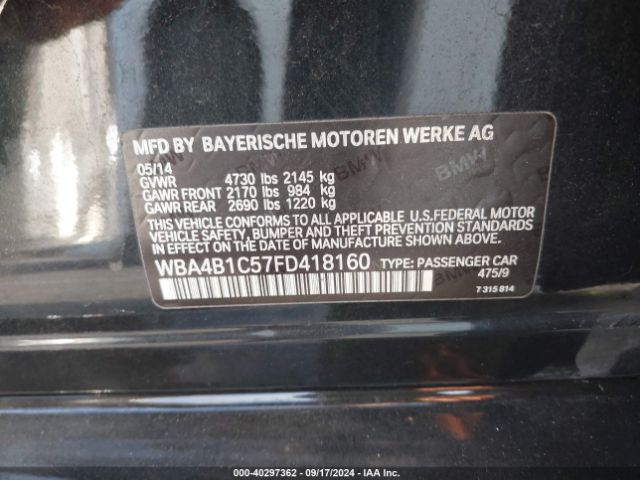 MFD BY BAYERISCHE MOTOREN WERKE AG
05/14
GVWR 4730 lbs 2145 kg
GAWR FRONT 2170 lbs 984 kg
GAWR REAR 2690 lbs 1220 kg
THIS VEHICLE CONFORMS TO ALL APPLICABLE U.S.FEDERAL MOTOR
VEHICLE SAFETY, BUMPER AND THEFT PREVENTION STANDARDS
IN EFFECT ON THE DATE OF MANUFACTURE SHOWN ABOVE.
WBA4B1C57FD418160 TYPE: PASSENGER CAR
475/9
7 315 814
000-40297362 - 09/17/2024 - IAA Inc.